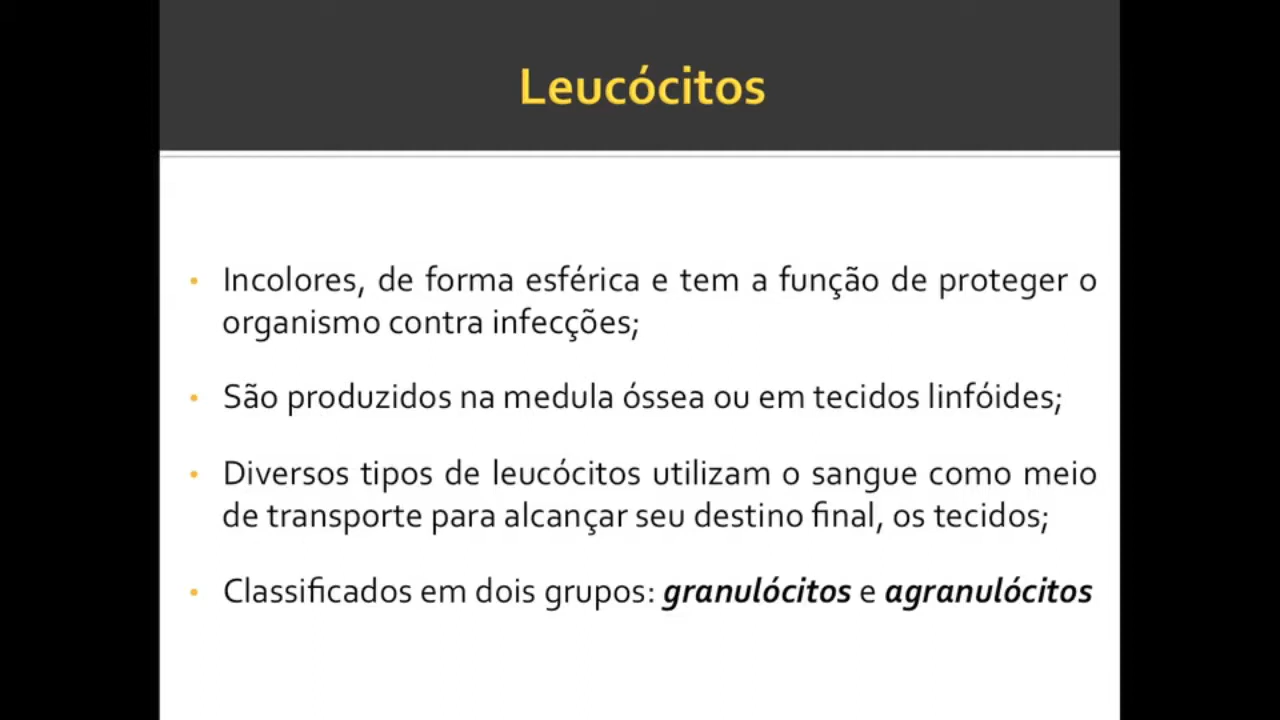 Leucócitos
• Incolores, de forma esférica e tem a função de proteger o
organismo contra infecções;
• São produzidos na medula óssea ou em tecidos linfóides;
• Diversos tipos de leucócitos utilizam o sangue como meio
de transporte para alcançar seu destino final, os tecidos;
• Classificados em dois grupos: granulócitos e agranulócitos